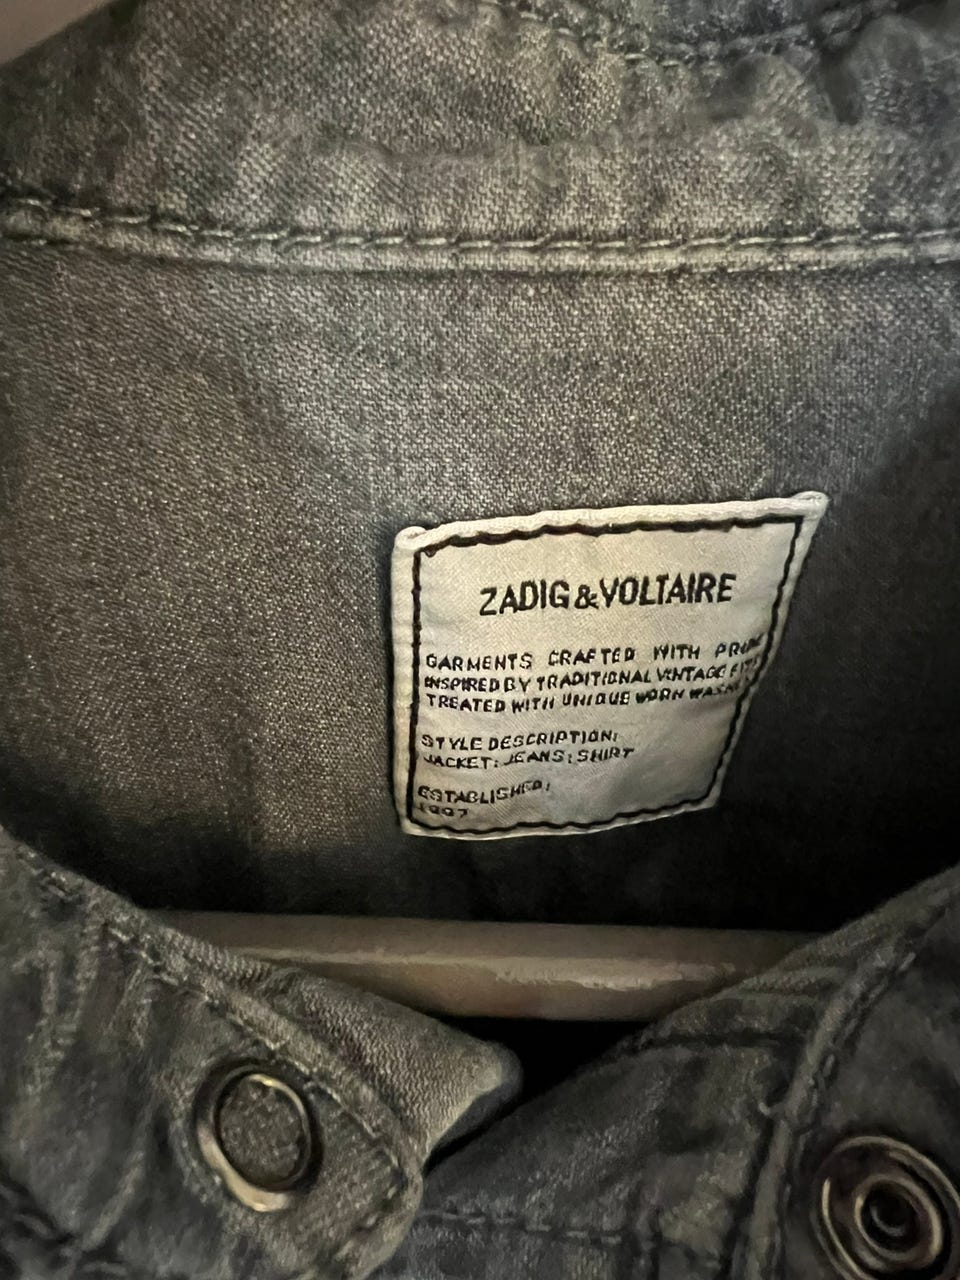 ZADIG&VOLTAIRE
GARMENTS CRAFTED WITH
INSPIRED BY TRADITIONAL VINTAGE
TREATED WITH UNIQUE WORN
STYLE DESCRIPTION:
JACKET: JEANS: SHIRT
ESTABLISHED:
1997